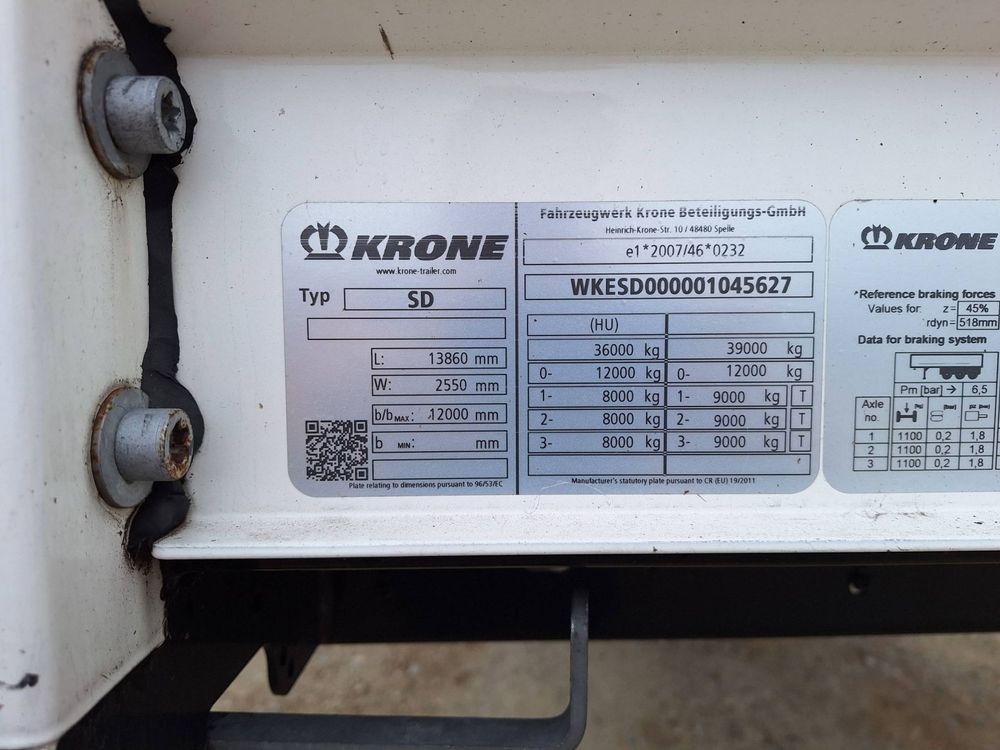 KRONE
www.krone-trailer.com
Typ SD
L: 13860 mm
W: 2550 mm
b/b MAX: 12000 mm
b MIN: mm
Plate relating to dimensions pursuant to 96/53/EC
Fahrzeugwerk Krone Beteiligungs-GmbH
Heinrich-Krone-Str. 10 / 48480 Spelle
e1*2007/46*0232
WKESD000001045627
(HU)
36000 kg 39000 kg
0- 12000 kg 0- 12000 kg
1- 8000 kg 1- 9000 kg T
2- 8000 kg 2- 9000 kg T
3- 8000 kg 3- 9000 kg T
Manufacturer's statutory plate pursuant to CR (EU) 19/2011
KRONE
*Reference braking forces
Values for: z= 45%
rdyn= 518mm
Data for braking system
Pm [bar] → 6,5
Axle
no.
1 1100 0,2 1,8
2 1100 0,2 1,8
3 1100 0,2 1,8